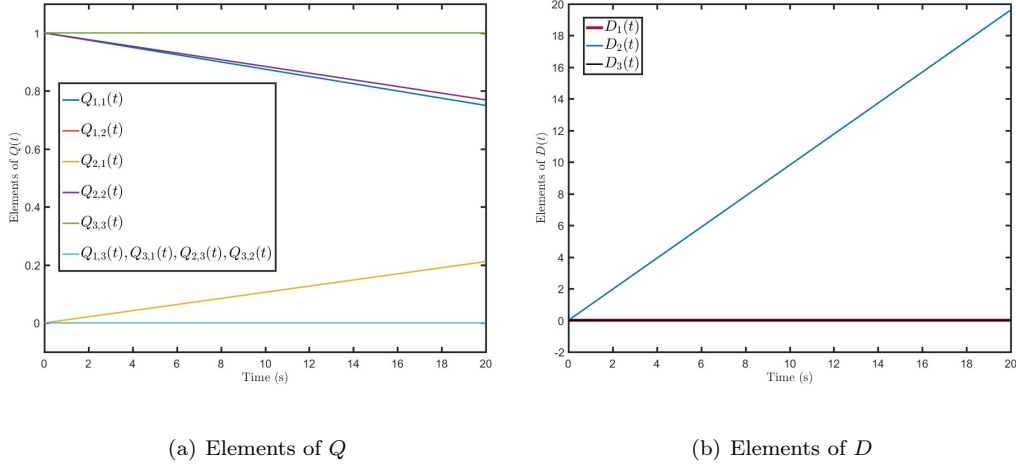 1
0.8
0.6
0.4
0.2
0
0 2 4 6 8 10 12 14 16 18 20
Elements of Q(t)
Time (s)
Q1,1(t)
Q1,2(t)
Q2,1(t)
Q2,2(t)
Q3,3(t)
Q1,3(t), Q3,1(t), Q2,3(t), Q3,2(t)
(a) Elements of Q
20
18
16
14
12
10
8
6
4
2
0
-2
0 2 4 6 8 10 12 14 16 18 20
Elements of D(t)
Time (s)
D1(t)
D2(t)
D3(t)
(b) Elements of D